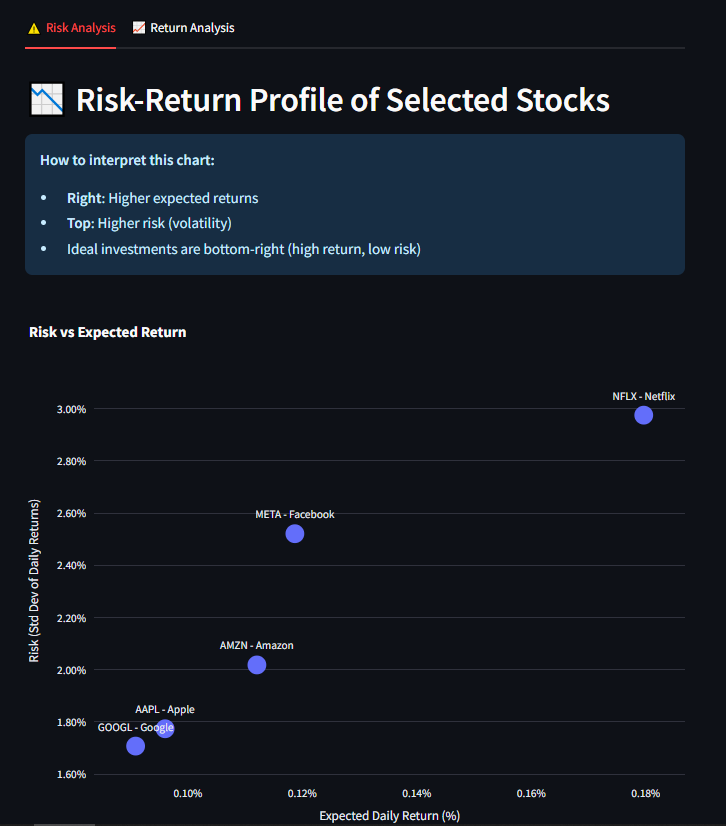 Risk Analysis
Return Analysis
Risk-Return Profile of Selected Stocks
How to interpret this chart:
• Right: Higher expected returns
• Top: Higher risk (volatility)
• Ideal investments are bottom-right (high return, low risk)
Risk vs Expected Return
NFLX - Netflix
3.00%
2.80%
META - Facebook
2.60%
2.40%
2.20%
AMZN - Amazon
2.00%
AAPL - Apple
1.80%
GOOGL - Google
1.60%
Risk (Std Dev of Daily Returns)
0.10%
0.12%
0.14%
0.16%
0.18%
Expected Daily Return (%)